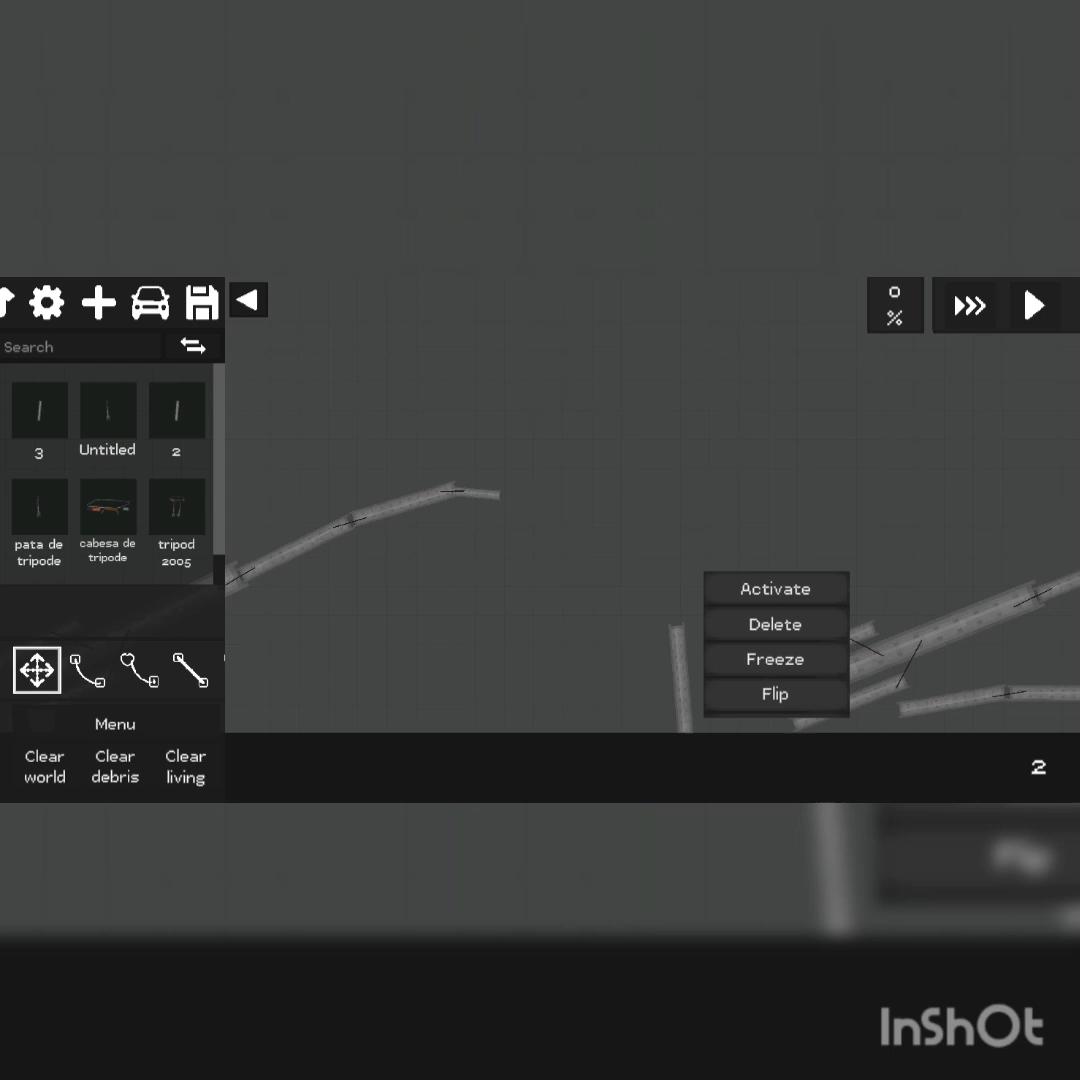 Search
3
Untitled
2
pata de
tripode
cabesa de
tripode
tripod
2005
%
Activate
Delete
Freeze
Flip
Menu
Clear
world
Clear
debris
Clear
living
2
Flip
InShOt